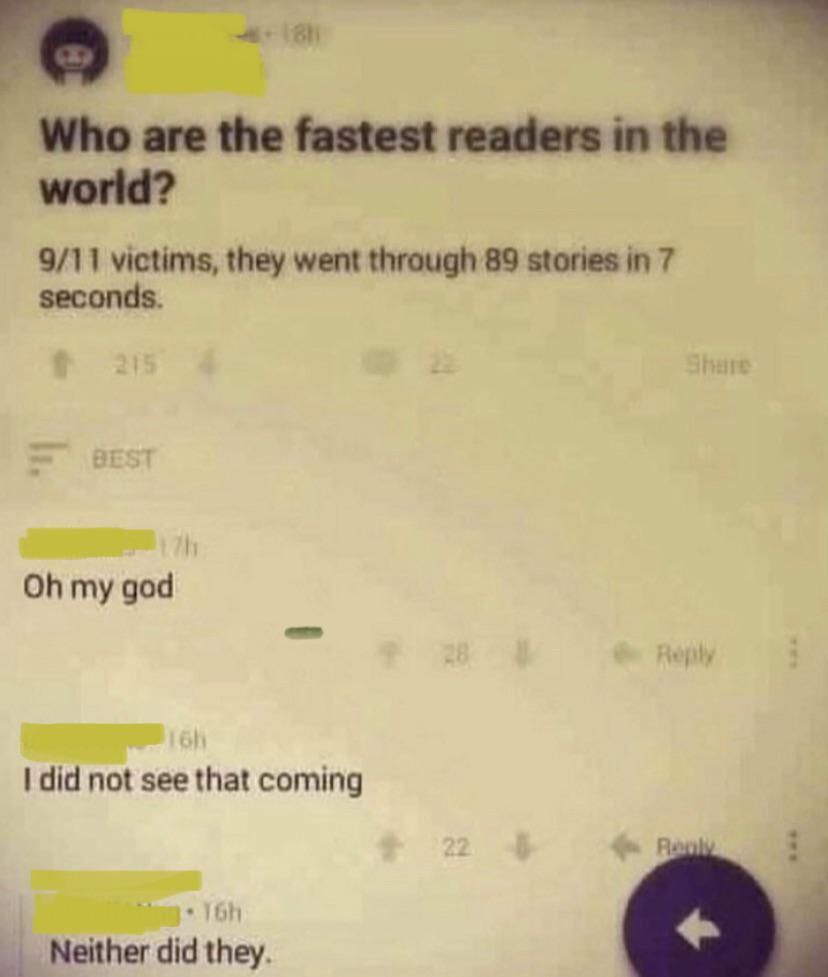 18h
Who are the fastest readers in the
world?
9/11 victims, they went through 89 stories in 7
seconds.
215 22 Share
BEST
17h
Oh my god
28 Reply
16h
I did not see that coming
22 Reply
• 16h
Neither did they.